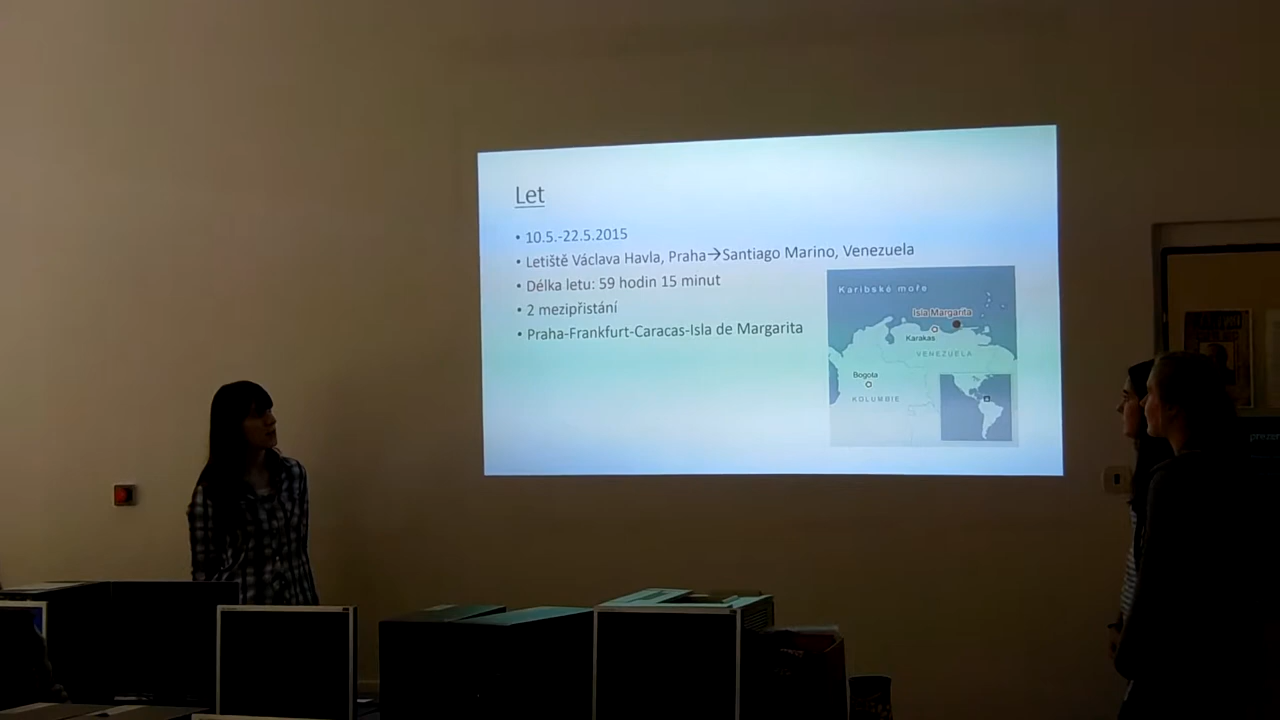 Let
• 10.5.-22.5.2015
• Letiště Václava Havla, Praha→Santiago Marino, Venezuela
• Délka letu: 59 hodin 15 minut
• 2 mezipřistání
• Praha-Frankfurt-Caracas-Isla de Margarita
Karibské moře
Isla Margarita
Karakas
VENEZUELA
Bogota
KOLUMBIE